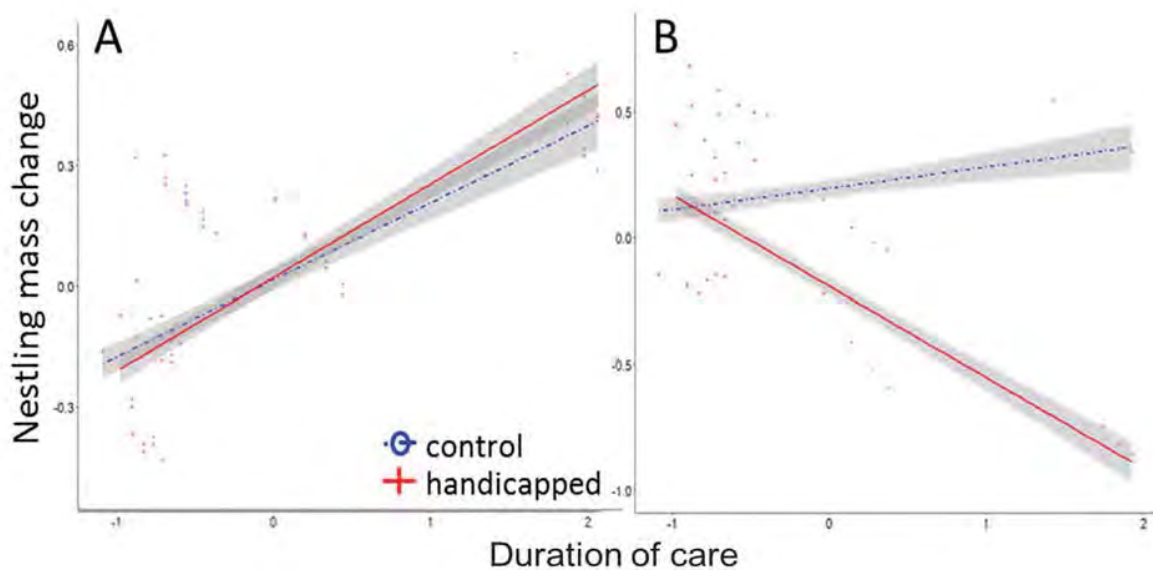 A
B
0.6
0.3
0.0
-0.3
0.5
0.0
-0.5
-1.0
Nestling mass change
control
handicapped
-1
0
1
2
-1
0
1
2
Duration of care